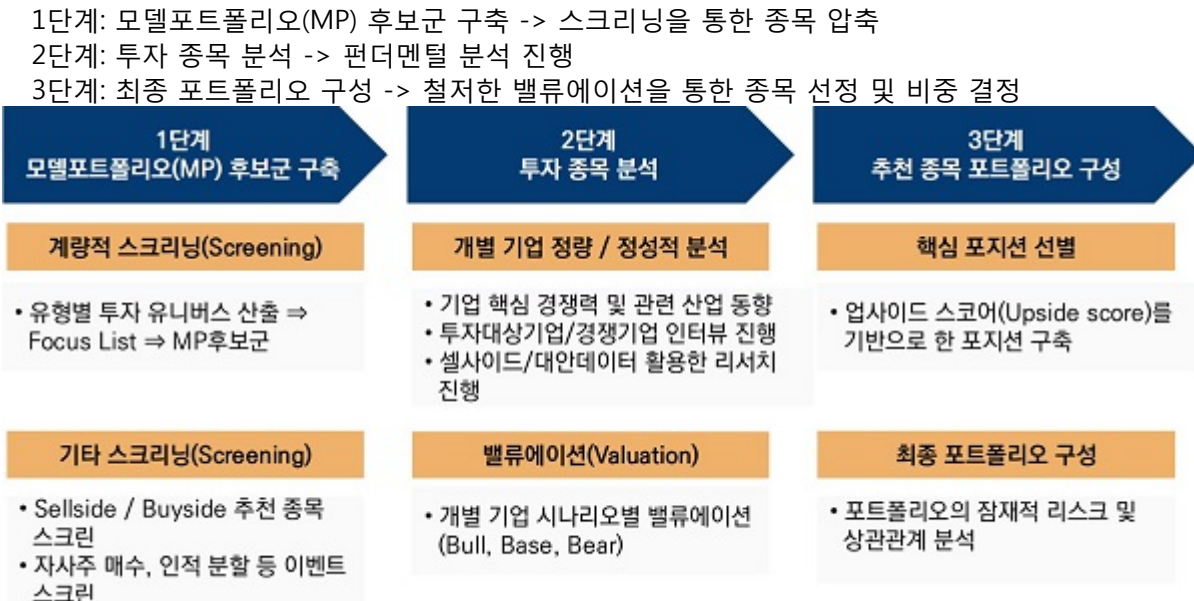 1단계: 모델포트폴리오(MP) 후보군 구축 -> 스크리닝을 통한 종목 압축
2단계: 투자 종목 분석 -> 펀더멘털 분석 진행
3단계: 최종 포트폴리오 구성 -> 철저한 밸류에이션을 통한 종목 선정 및 비중 결정
1단계
모델포트폴리오(MP) 후보군 구축
계량적 스크리닝(Screening)
• 유형별 투자 유니버스 산출 ⇒
Focus List ⇒ MP후보군
기타 스크리닝(Screening)
• Sellside / Buyside 추천 종목
스크린
• 자사주 매수, 인적 분할 등 이벤트
스크린
2단계
투자 종목 분석
개별 기업 정량 / 정성적 분석
• 기업 핵심 경쟁력 및 관련 산업 동향
• 투자대상기업/경쟁기업 인터뷰 진행
• 셀사이드/대안데이터 활용한 리서치
진행
밸류에이션(Valuation)
• 개별 기업 시나리오별 밸류에이션
(Bull, Base, Bear)
3단계
추천 종목 포트폴리오 구성
핵심 포지션 선별
• 업사이드 스코어(Upside score)를
기반으로 한 포지션 구축
최종 포트폴리오 구성
• 포트폴리오의 잠재적 리스크 및
상관관계 분석